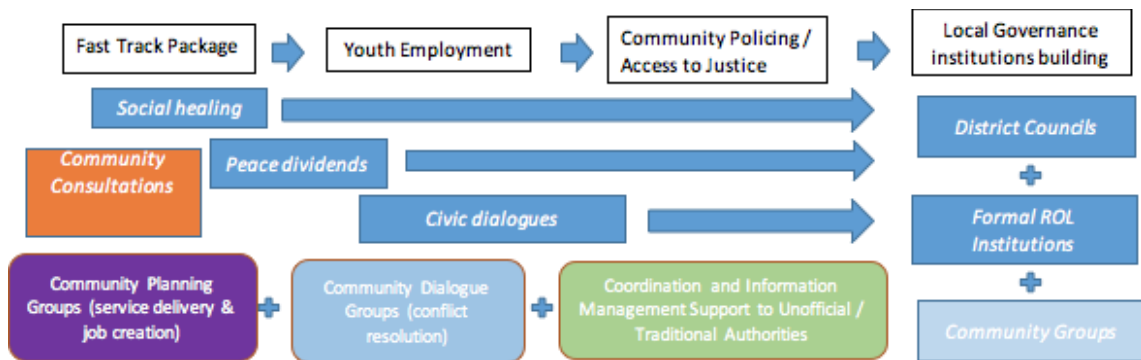 Fast Track Package
Youth Employment
Community Policing /
Access to Justice
Local Governance
institutions building
Social healing
District Councils
Community
Consultations
Peace dividends
Civic dialogues
Formal ROL
Institutions
Community Planning
Groups (service delivery &
job creation)
Community Dialogue
Groups (conflict
resolution)
Coordination and Information
Management Support to Unofficial /
Traditional Authorities
Community Groups